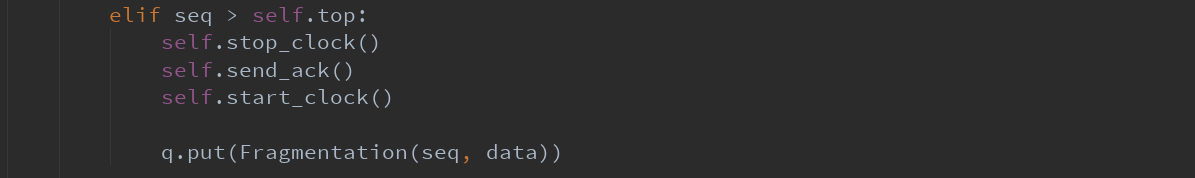 elif seq > self.top:
self.stop_clock()
self.send_ack()
self.start_clock()
q.put(Fragmentation(seq, data))